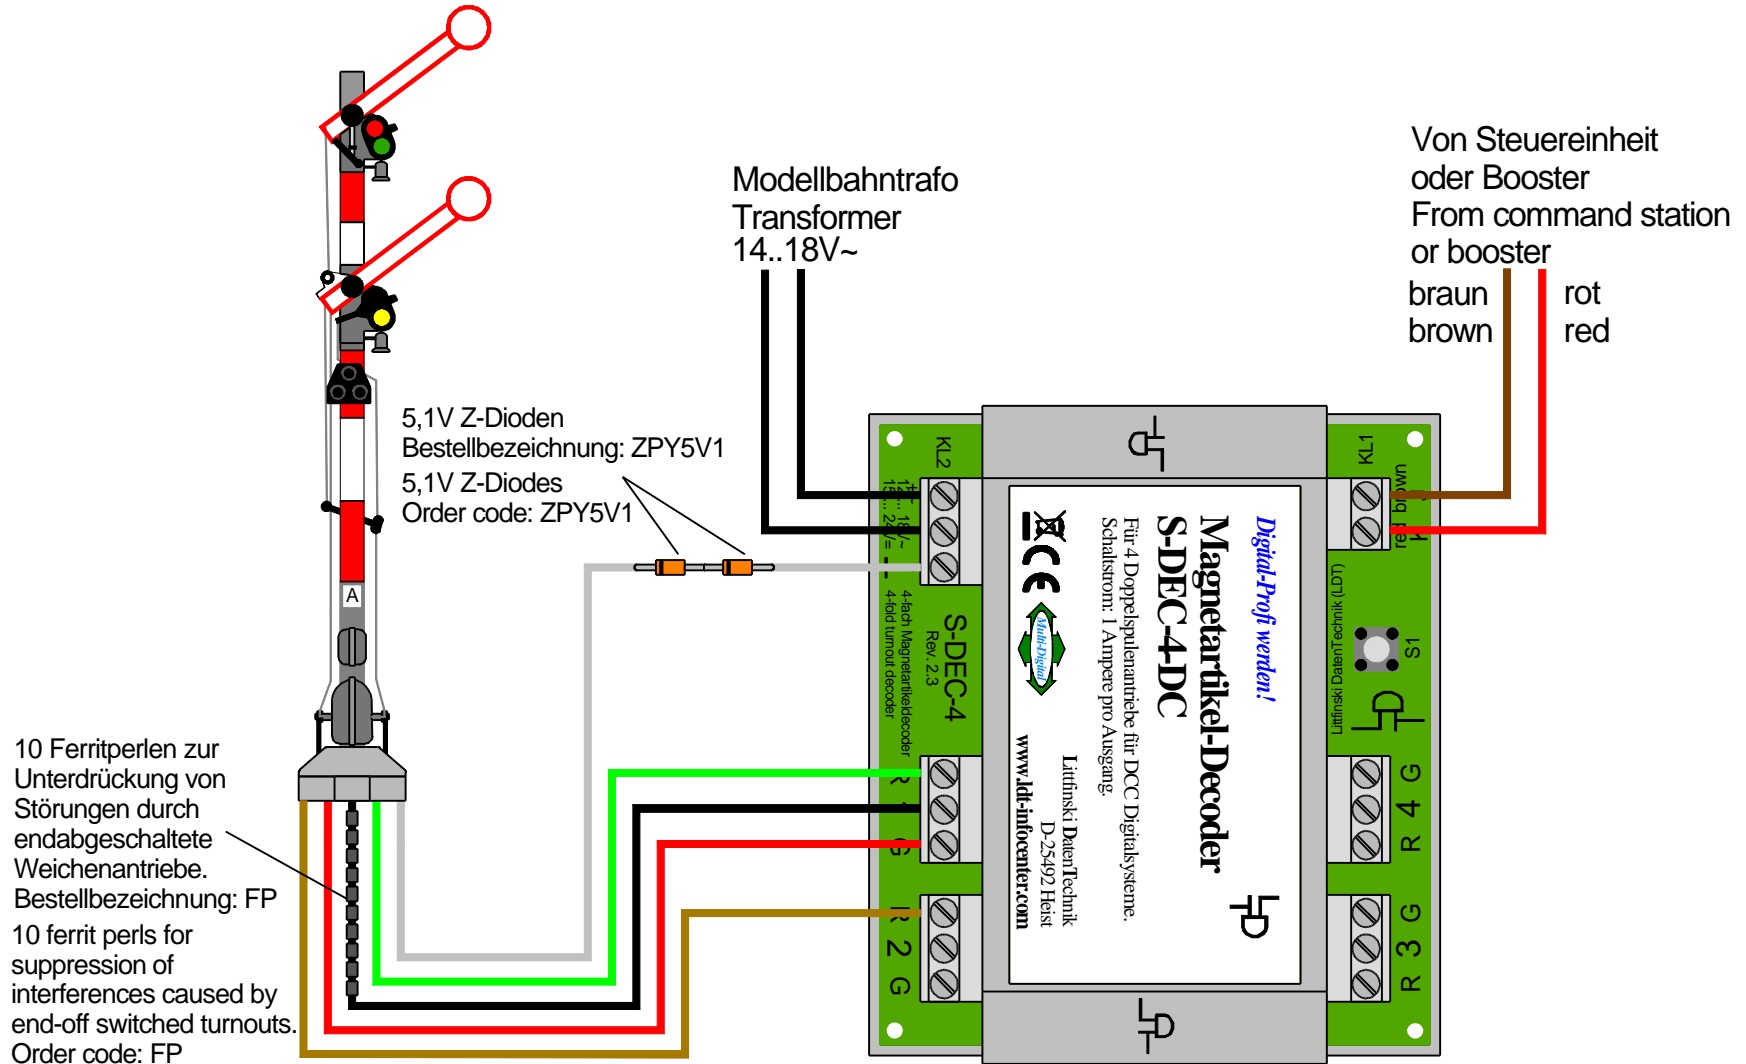 Modellbahntrafo
Transformer
14..18V~
Von Steuereinheit
oder Booster
From command station
or booster
braun
brown
rot
red
5,1V Z-Dioden
Bestellbezeichnung: ZPY5V1
5,1V Z-Diodes
Order code: ZPY5V1
A
10 Ferritperlen zur
Unterdrückung von
Störungen durch
endabgeschaltete
Weichenantriebe.
Bestellbezeichnung: FP
10 ferrit perls for
suppression of
interferences caused by
end-off switched turnouts.
Order code: FP
KL2
S-DEC-4
Rev. 2.3
4-fach Magnetartikeldecoder
4-fold turnout decoder
R
G
R 2 G
Digital-Profi werden!
Magnetartikel-Decoder
S-DEC-4-DC
Für 4 Doppelspulenantriebe für DCC Digitalsysteme.
Schaltstrom: 1 Ampere pro Ausgang.
CE
Multi-Digital
Littfinski DatenTechnik
D-25492 Heist
www.ldt-infocenter.com
KL1
S1
Littfinski DatenTechnik (LDT)
R 4 G
R 3 G